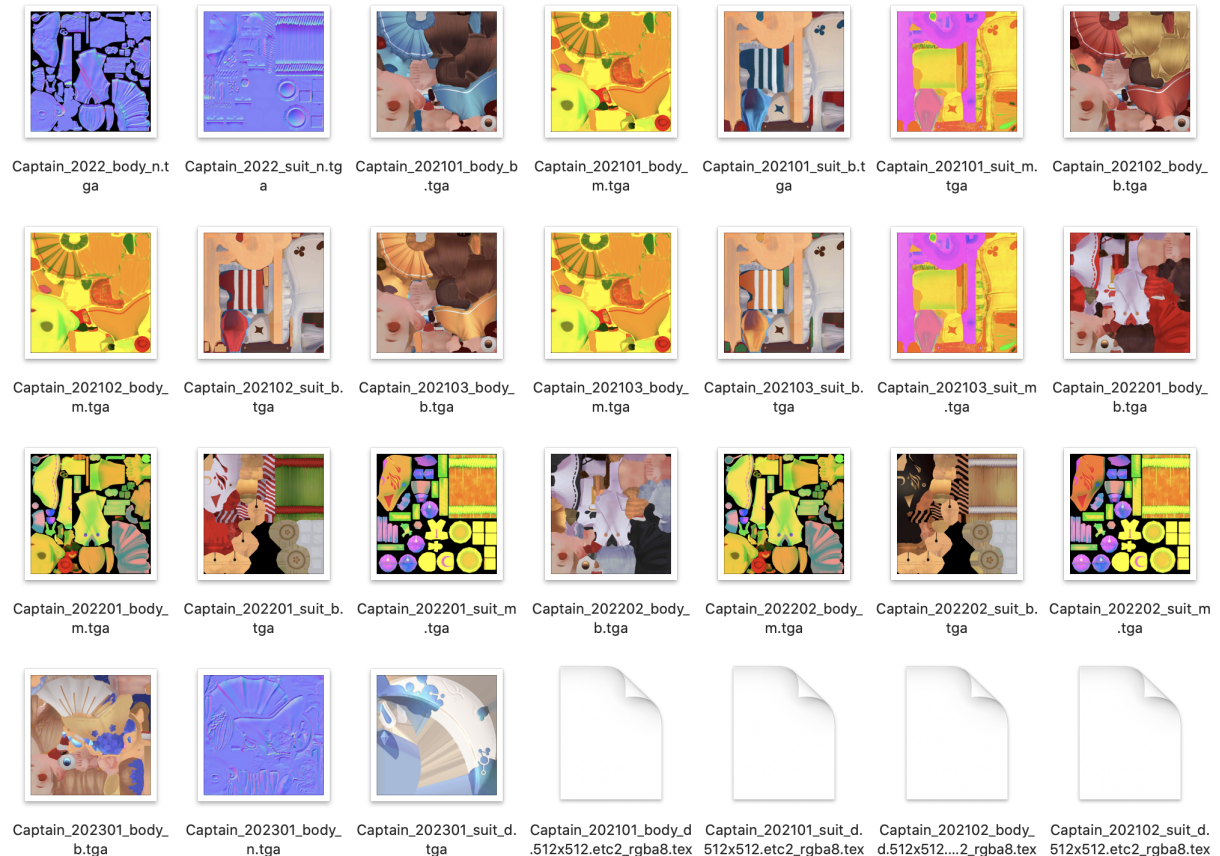 Captain_2022_body_n.t
ga
Captain_2022_suit_n.tg
a
Captain_202101_body_b
.tga
Captain_202101_body_
m.tga
Captain_202101_suit_b.t
ga
Captain_202101_suit_m.
tga
Captain_202102_body_
b.tga
Captain_202102_body_
m.tga
Captain_202102_suit_b.
tga
Captain_202103_body_
b.tga
Captain_202103_body_
m.tga
Captain_202103_suit_b.
tga
Captain_202103_suit_m
.tga
Captain_202201_body_
b.tga
Captain_202201_body_
m.tga
Captain_202201_suit_b.
tga
Captain_202201_suit_m
.tga
Captain_202202_body_
b.tga
Captain_202202_body_
m.tga
Captain_202202_suit_b.
tga
Captain_202202_suit_m
.tga
Captain_202301_body_
b.tga
Captain_202301_body_
n.tga
Captain_202301_suit_d.
tga
Captain_202101_body_d
.512x512.etc2_rgba8.tex
Captain_202101_suit_d.
512x512.etc2_rgba8.tex
Captain_202102_body_
d.512x512....2_rgba8.tex
Captain_202102_suit_d.
512x512.etc2_rgba8.tex